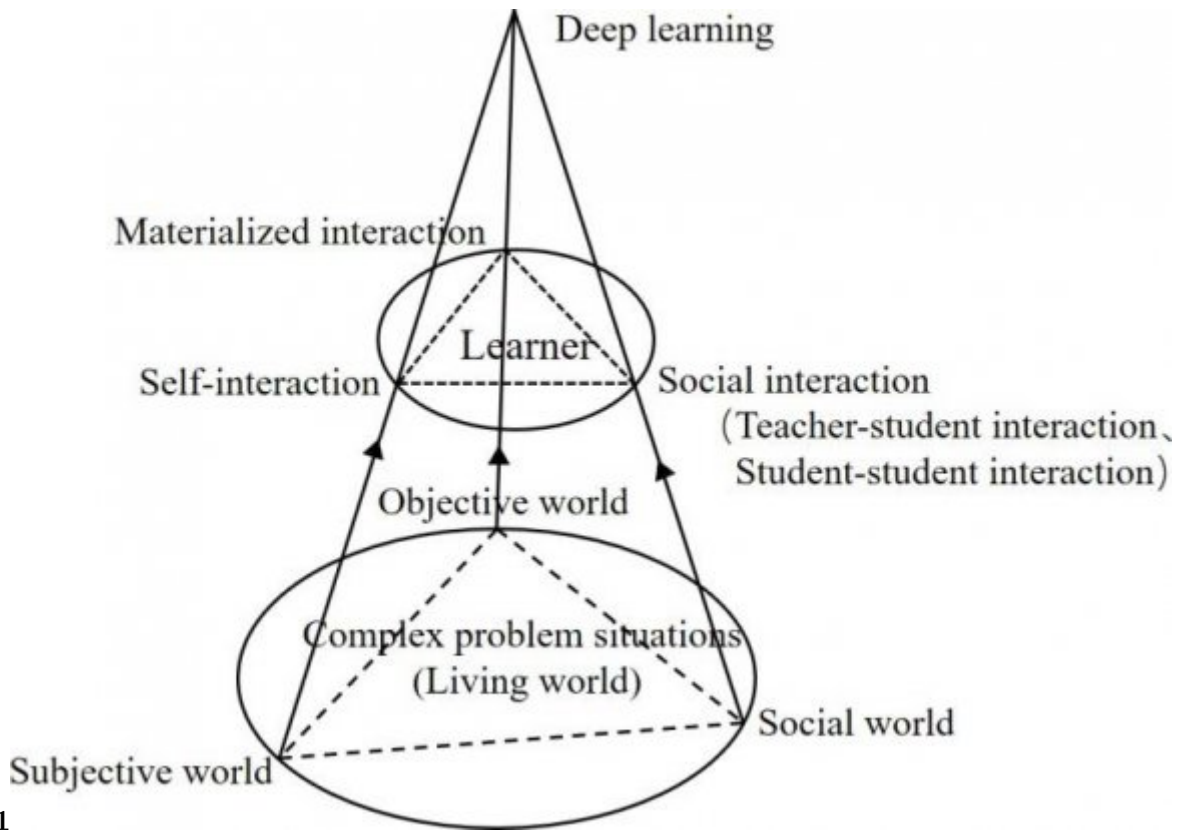 Deep learning
Materialized interaction
Learner
Self-interaction
Social interaction
（Teacher-student interaction、
Student-student interaction）
Objective world
Complex problem situations
(Living world)
Social world
Subjective world
1